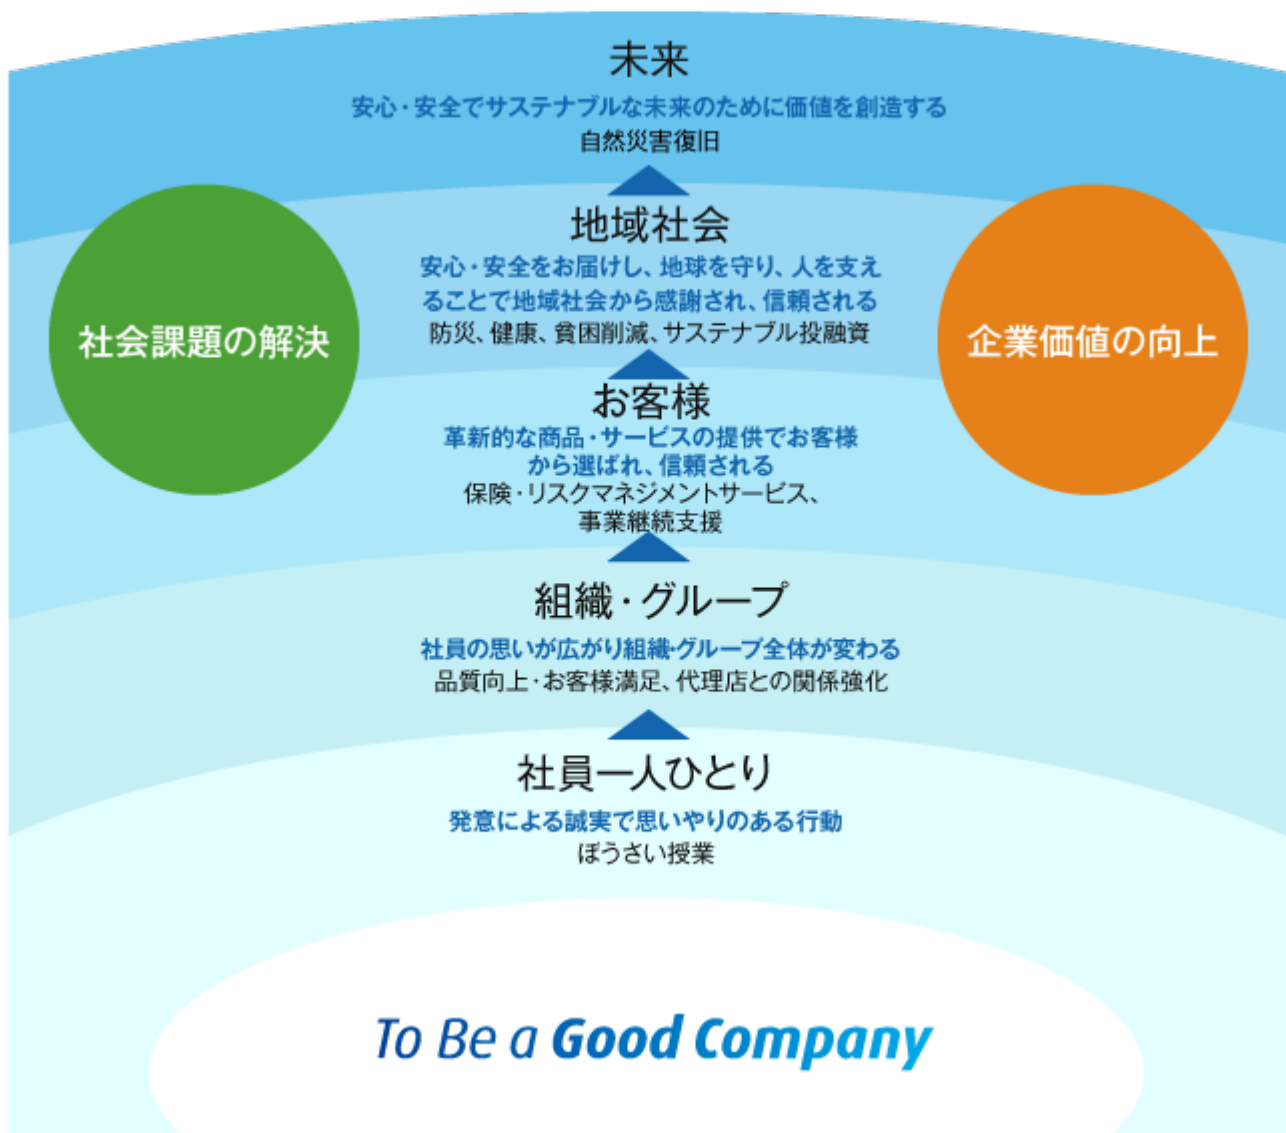 未来
安心・安全でサステナブルな未来のために価値を創造する
自然災害復旧
地域社会
安心・安全をお届けし、地球を守り、人を支え
ることで地域社会から感謝され、信頼される
防災、健康、貧困削減、サステナブル投融資
社会課題の解決
企業価値の向上
お客様
革新的な商品・サービスの提供でお客様
から選ばれ、信頼される
保険・リスクマネジメントサービス、
事業継続支援
組織・グループ
社員の思いが広がり組織・グループ全体が変わる
品質向上・お客様満足、代理店との関係強化
社員一人ひとり
発意による誠実で思いやりのある行動
ぼうさい授業
To Be a Good Company